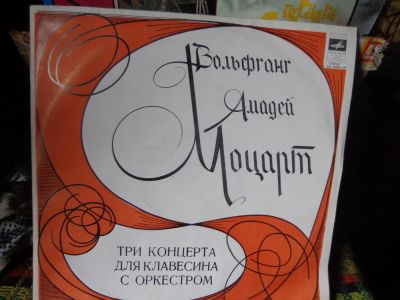 Вольфганг
Амадей
Моцарт
ТРИ КОНЦЕРТА
ДЛЯ КЛАВЕСИНА
С ОРКЕСТРОМ